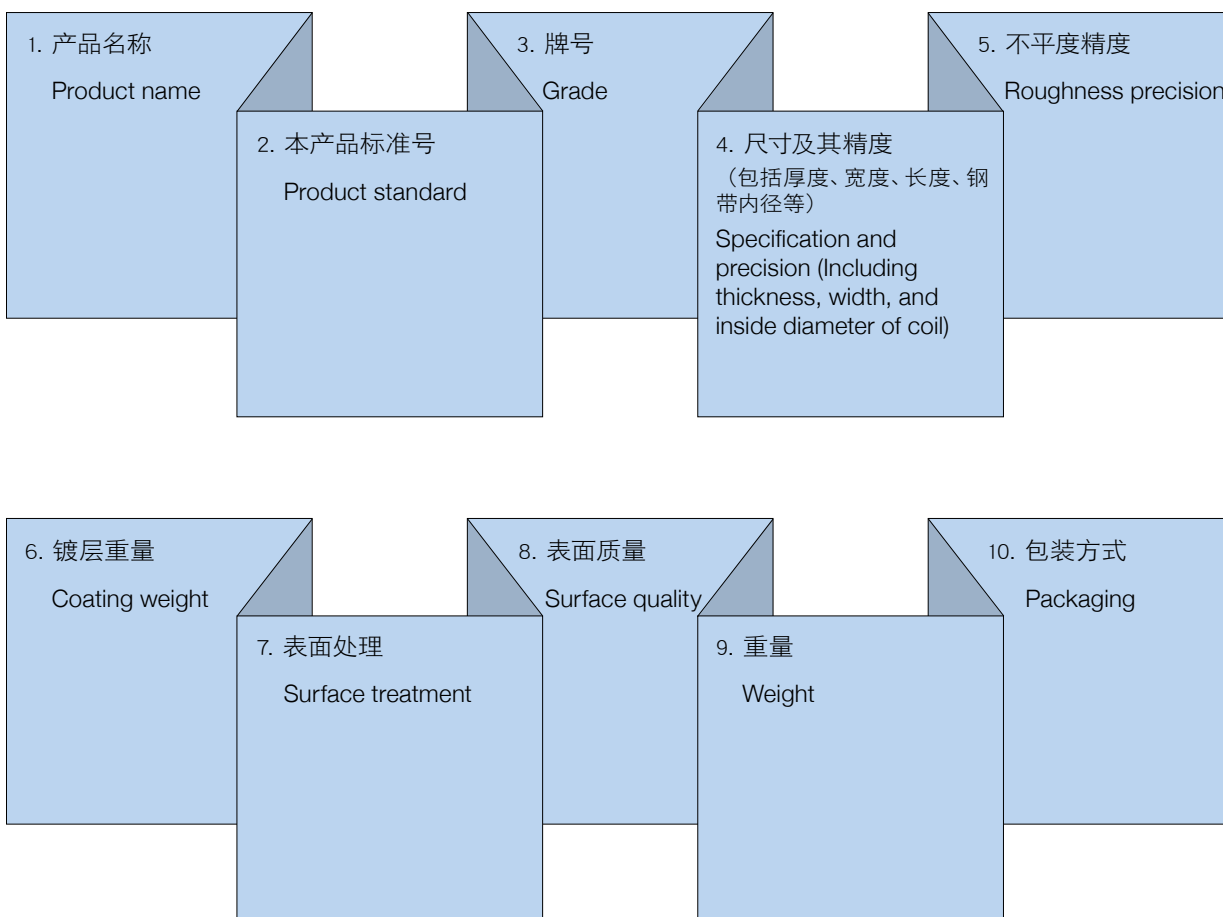 1. 产品名称
Product name
2. 本产品标准号
Product standard
3. 牌号
Grade
4. 尺寸及其精度
（包括厚度、宽度、长度、钢
带内径等）
Specification and
precision (Including
thickness, width, and
inside diameter of coil)
5. 不平度精度
Roughness precision
6. 镀层重量
Coating weight
7. 表面处理
Surface treatment
8. 表面质量
Surface quality
9. 重量
Weight
10. 包装方式
Packaging